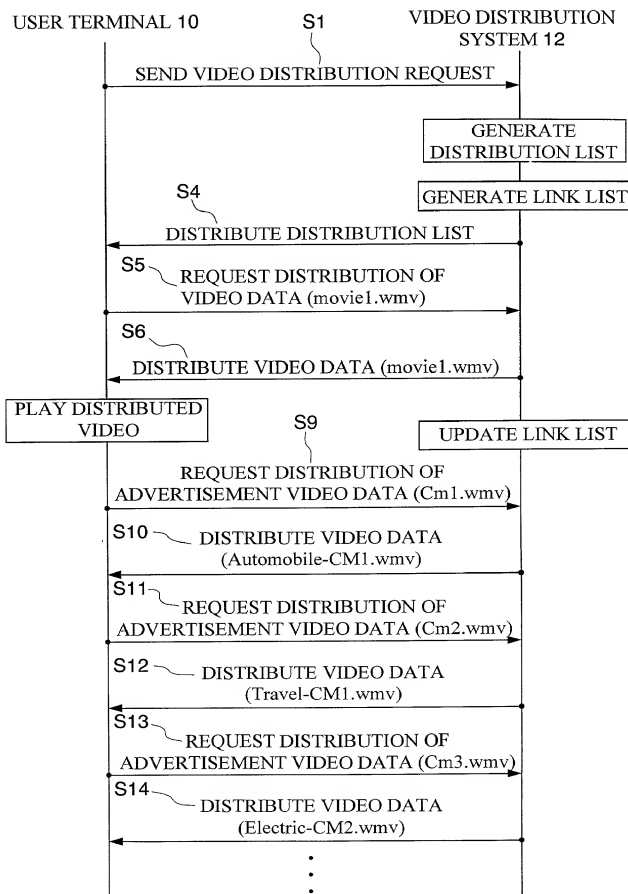 USER TERMINAL 10
VIDEO DISTRIBUTION
SYSTEM 12
S1
SEND VIDEO DISTRIBUTION REQUEST
GENERATE
DISTRIBUTION LIST
GENERATE LINK LIST
S4
DISTRIBUTE DISTRIBUTION LIST
S5
REQUEST DISTRIBUTION OF
VIDEO DATA (movie1.wmv)
S6
DISTRIBUTE VIDEO DATA (movie1.wmv)
PLAY DISTRIBUTED
VIDEO
UPDATE LINK LIST
S9
REQUEST DISTRIBUTION OF
ADVERTISEMENT VIDEO DATA (Cm1.wmv)
S10
DISTRIBUTE VIDEO DATA
(Automobile-CM1.wmv)
S11
REQUEST DISTRIBUTION OF
ADVERTISEMENT VIDEO DATA (Cm2.wmv)
S12
DISTRIBUTE VIDEO DATA
(Travel-CM1.wmv)
S13
REQUEST DISTRIBUTION OF
ADVERTISEMENT VIDEO DATA (Cm3.wmv)
S14
DISTRIBUTE VIDEO DATA
(Electric-CM2.wmv)